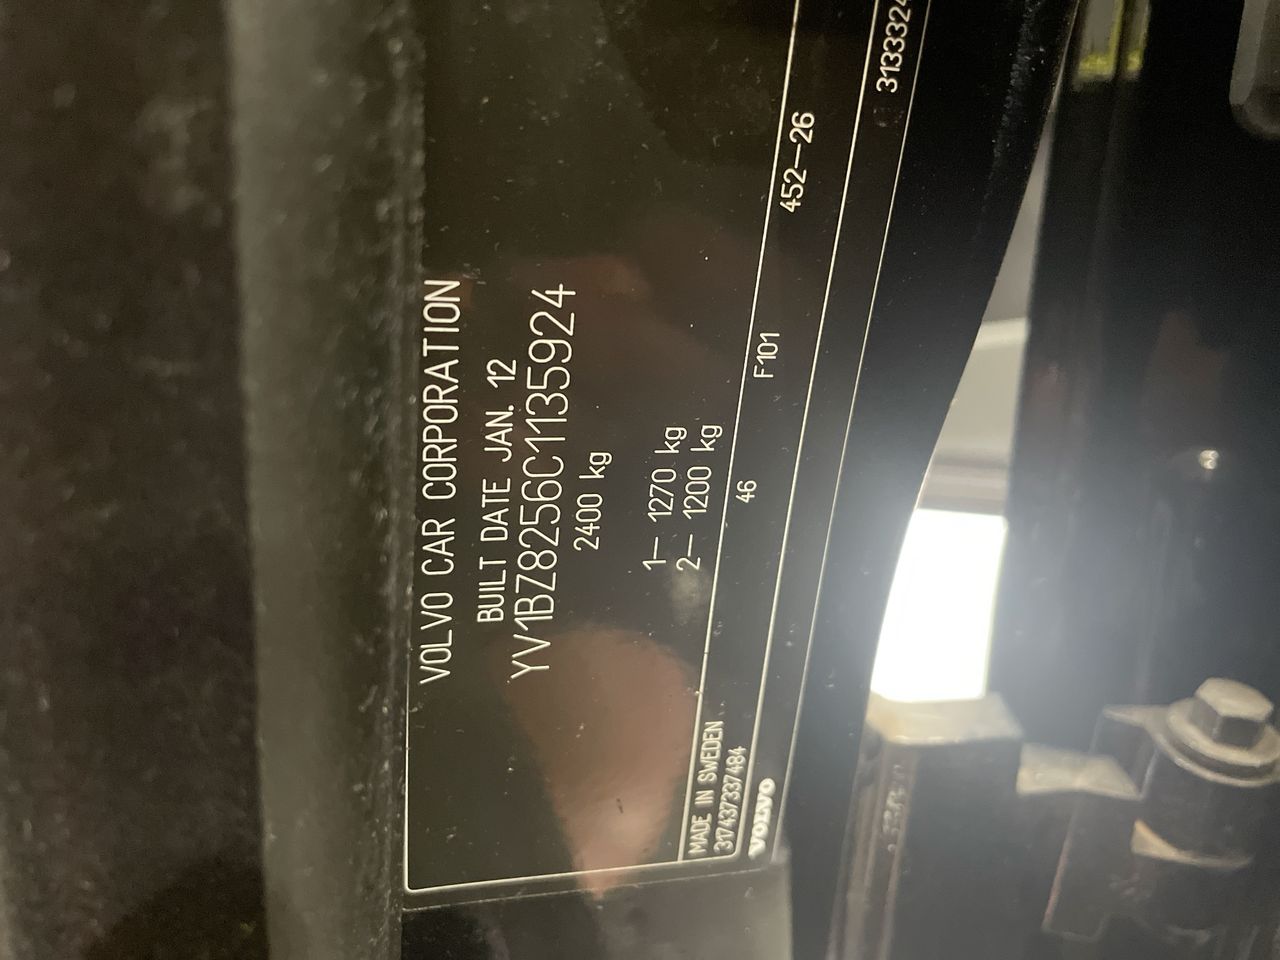 VOLVO CAR CORPORATION
BUILT DATE JAN. 12
YV1BZ8256C1135924
2400 kg
1– 1270 kg
2– 1200 kg
MADE IN SWEDEN
317437337484
46 F101 452–26
VOLVO